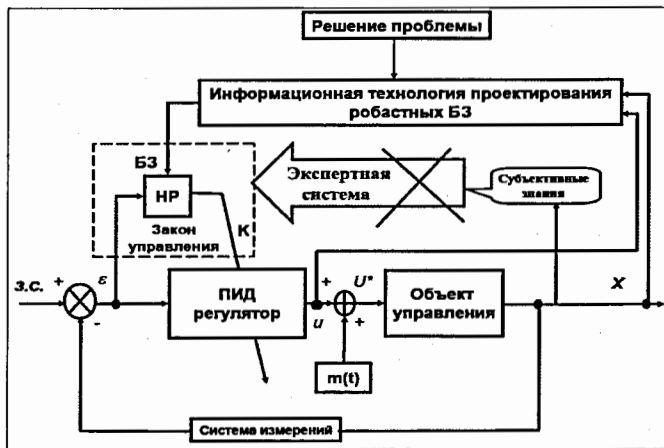 Решение проблемы
Информационная технология проектирования
робастных БЗ
БЗ
Экспертная
система
Субъективные
знания
НР
К
Закон
управления
з.с.
+
ε
-
ПИД
регулятор
+
u
U*
+
Объект
управления
X
m(t)
Система измерений